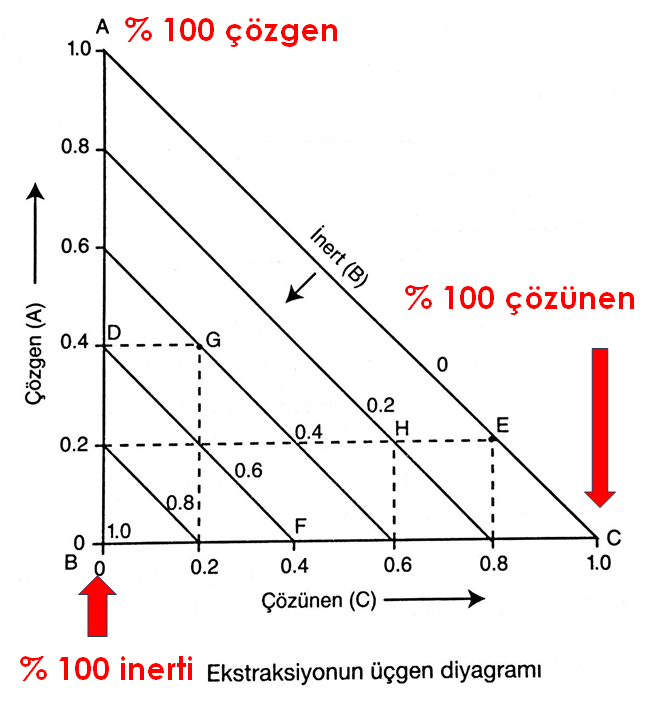 A % 100 çözgen
1.0
0.8
0.6
İnert (B)
% 100 çözünen
Çözgen (A)
D
0.4
G
0
0.2
H
E
0.2
0.4
0.6
0.8
1.0
F
0
C
B
0
0.2
0.4
0.6
0.8
1.0
Çözünen (C)
% 100 inerti
Ekstraksiyonun üçgen diyagramı